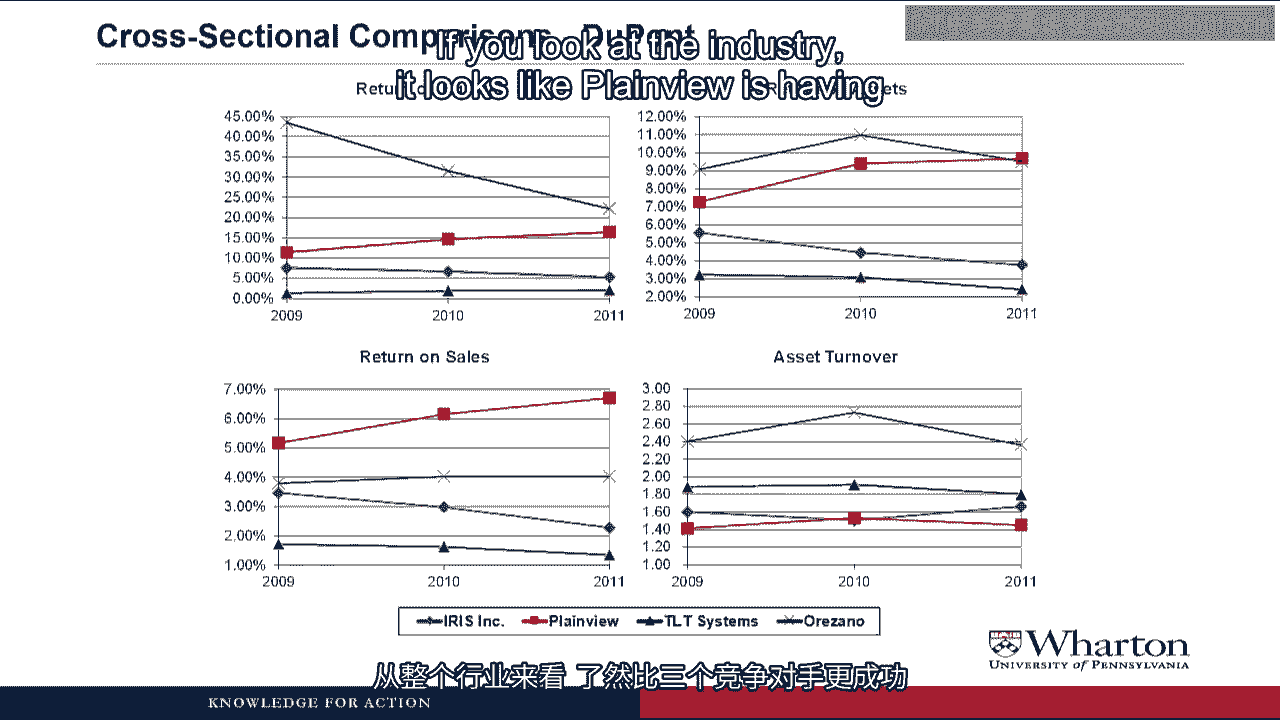 Cross-Sectional
DuPont
If you look at the industry,
it looks like Plainview is having
45.00%
40.00%
35.00%
30.00%
25.00%
20.00%
15.00%
10.00%
5.00%
0.00%
2009 2010 2011
12.00%
11.00%
10.00%
9.00%
8.00%
7.00%
6.00%
5.00%
4.00%
3.00%
2.00%
2009 2010 2011
Return on Sales
7.00%
6.00%
5.00%
4.00%
3.00%
2.00%
1.00%
2009 2010 2011
Asset Turnover
3.00
2.80
2.60
2.40
2.20
2.00
1.80
1.60
1.40
1.20
1.00
2009 2010 2011
IRIS Inc. Plainview TLT Systems Orezano
Wharton
UNIVERSITY of PENNSYLVANIA
从整个行业来看 了然比三个竞争对手更成功
KNOWLEDGE FOR ACTION